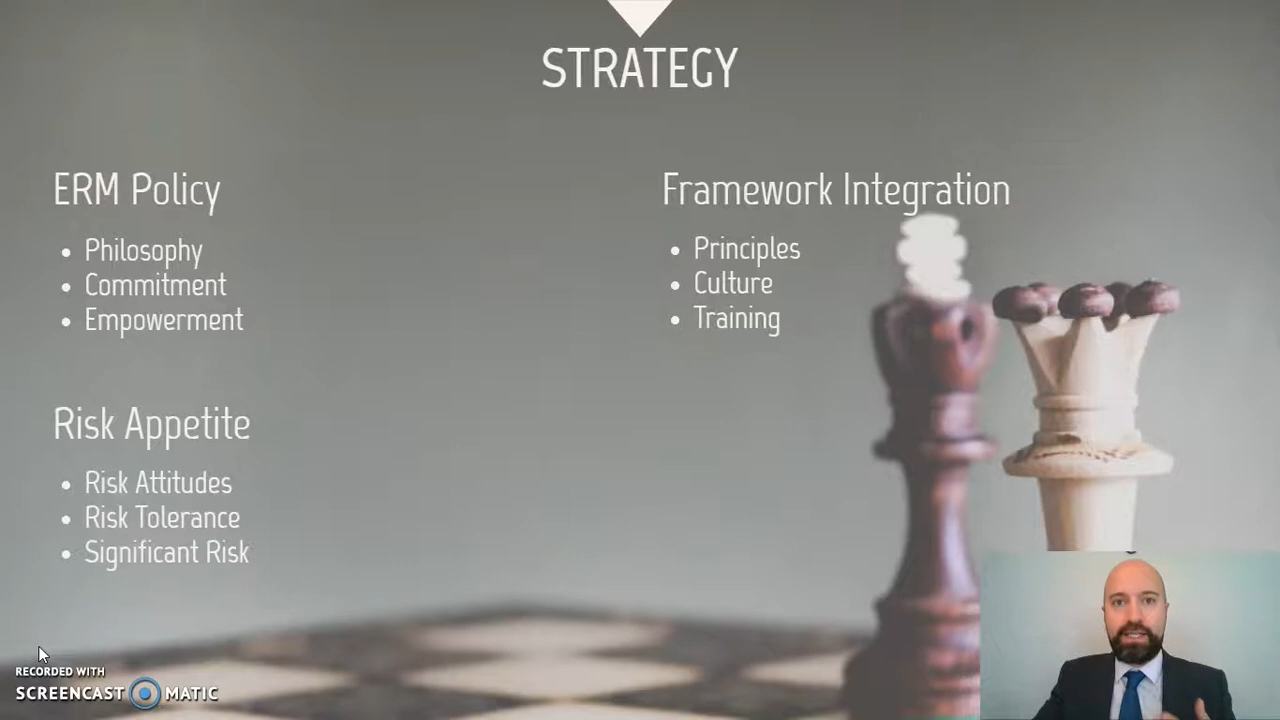 STRATEGY
ERM Policy
Philosophy
Commitment
Empowerment
Risk Appetite
Risk Attitudes
Risk Tolerance
Significant Risk
Framework Integration
Principles
Culture
Training
RECORDED WITH
SCREENCAST MATIC